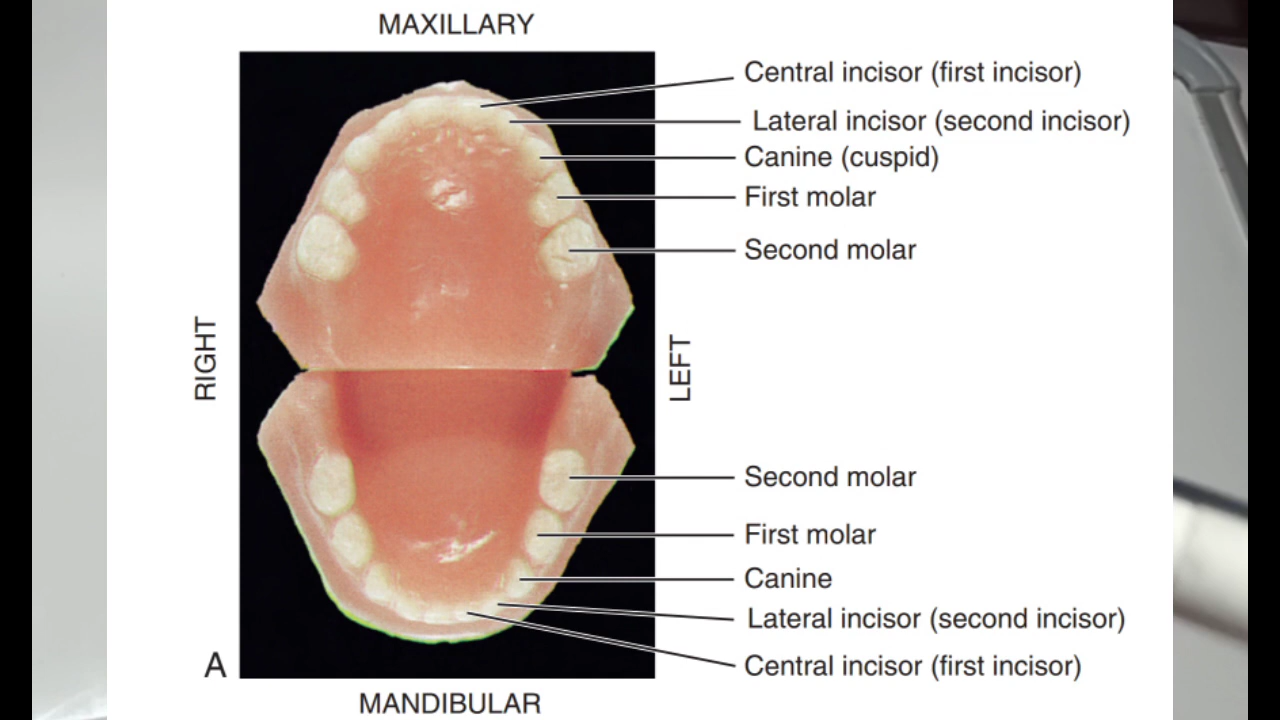 MAXILLARY
Central incisor (first incisor)
Lateral incisor (second incisor)
Canine (cuspid)
First molar
Second molar
RIGHT
LEFT
Second molar
First molar
Canine
Lateral incisor (second incisor)
Central incisor (first incisor)
A
MANDIBULAR